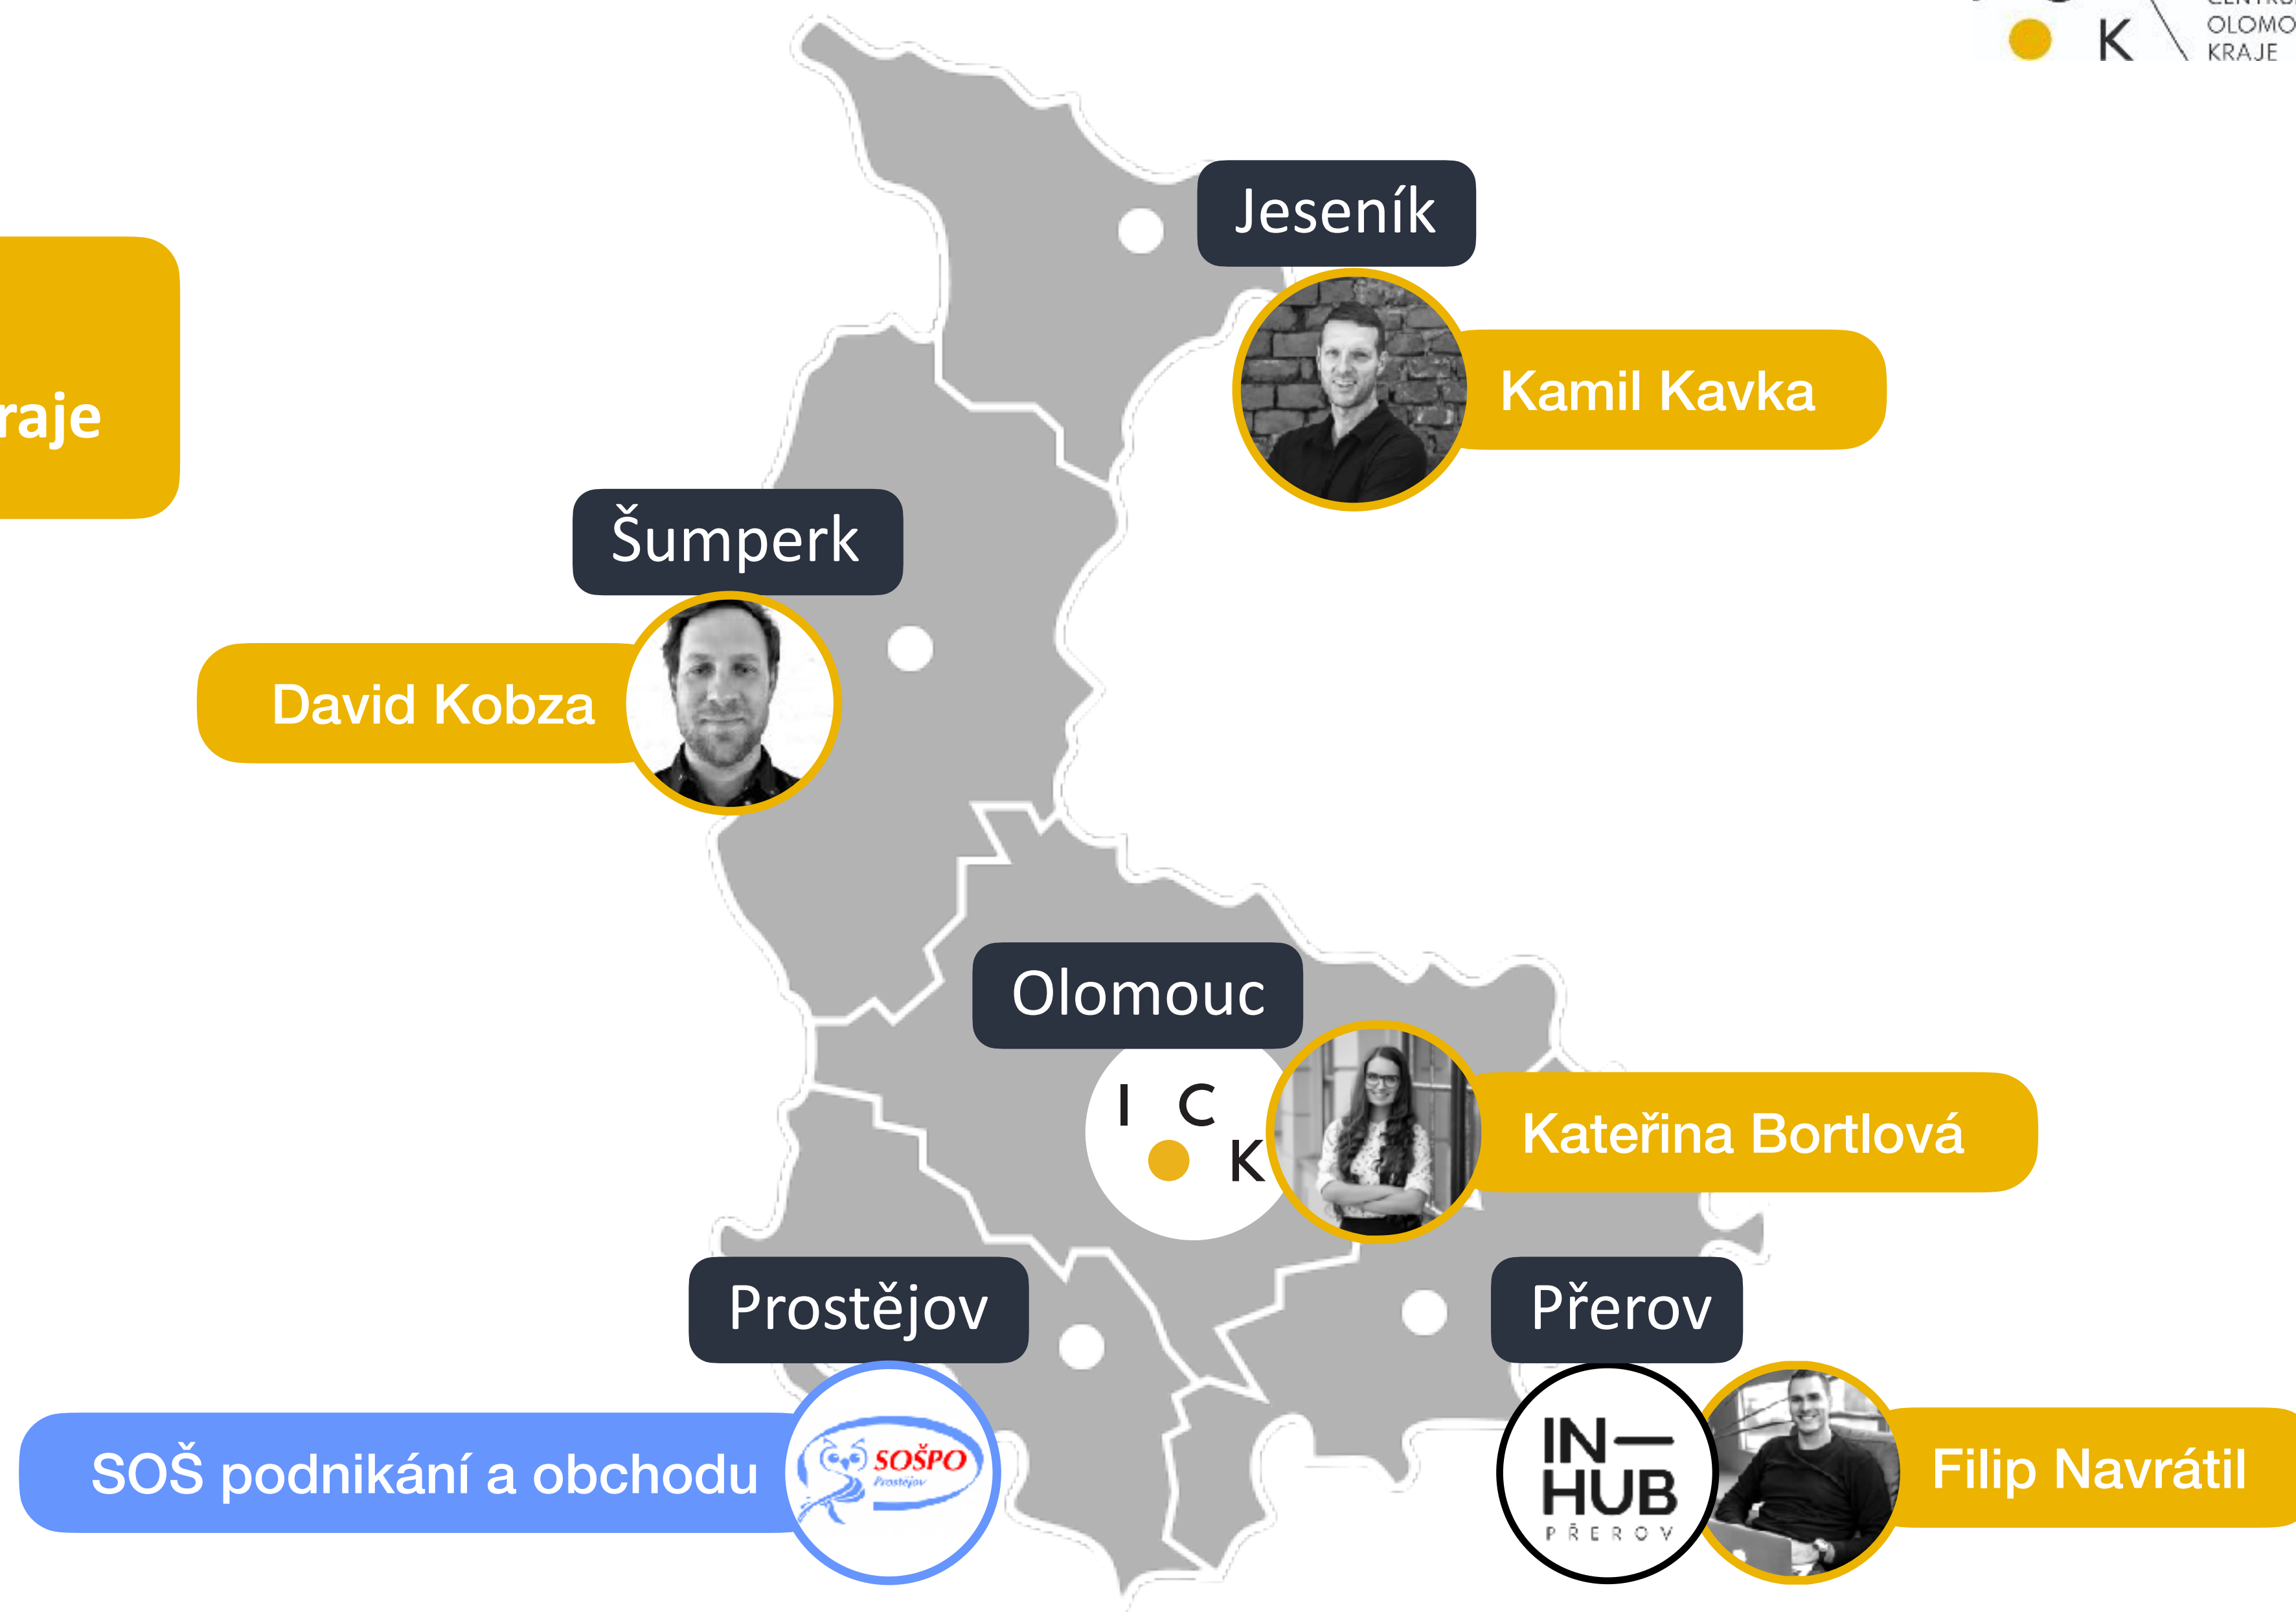 OLOMO
K
KRAJE
Jeseník
raje
Kamil Kavka
Šumperk
David Kobza
Olomouc
I C
K
Kateřina Bortlová
Prostějov
Přerov
SOŠ podnikání a obchodu
SOŠPO
Prostějov
IN—
HUB
PŘEROV
Filip Navrátil